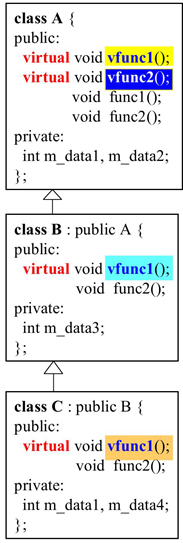 class A {
public:
virtual void vfunc1();
virtual void vfunc2();
void func1();
void func2();
private:
int m_data1, m_data2;
};
class B : public A {
public:
virtual void vfunc1();
void func2();
private:
int m_data3;
};
class C : public B {
public:
virtual void vfunc1();
void func2();
private:
int m_data1, m_data4;
};